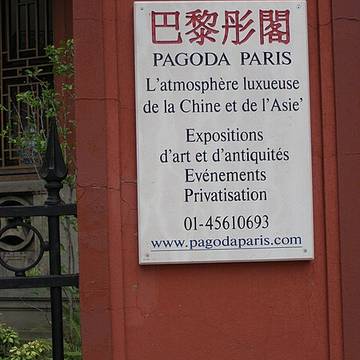 巴黎彤閣
PAGODA PARIS
L'atmosphère luxueuse
de la Chine et de l'Asie'
Expositions
d'art et d'antiquités
Evénements
Privatisation
01-45610693
www.pagodaparis.com